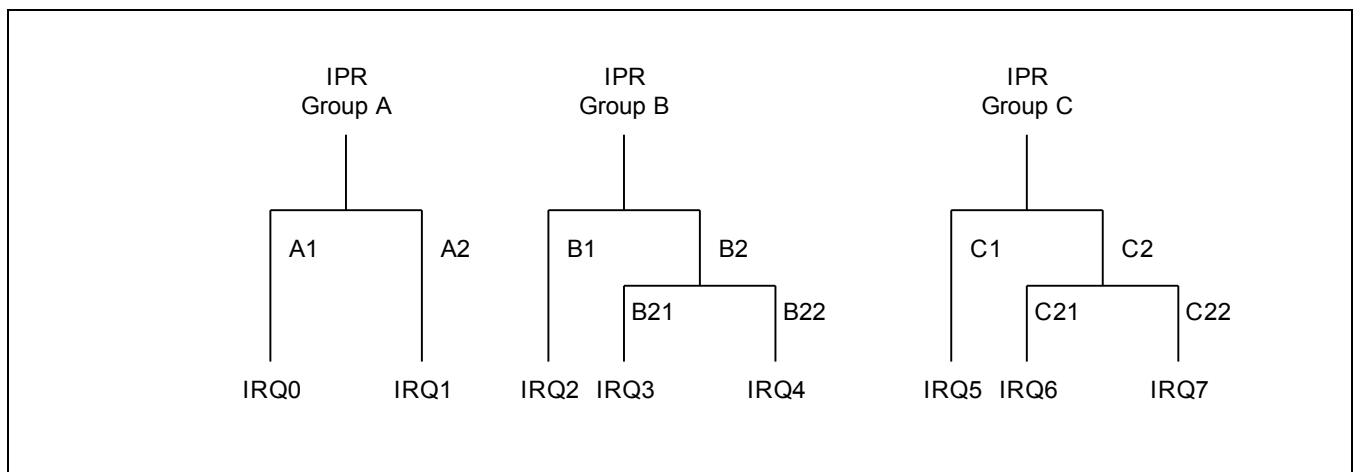 IPR IPR IPR
Group A Group B Group C
A1 A2 B1 B2 C1 C2
B21 B22 C21 C22
IRQ0 IRQ1 IRQ2 IRQ3 IRQ4 IRQ5 IRQ6 IRQ7